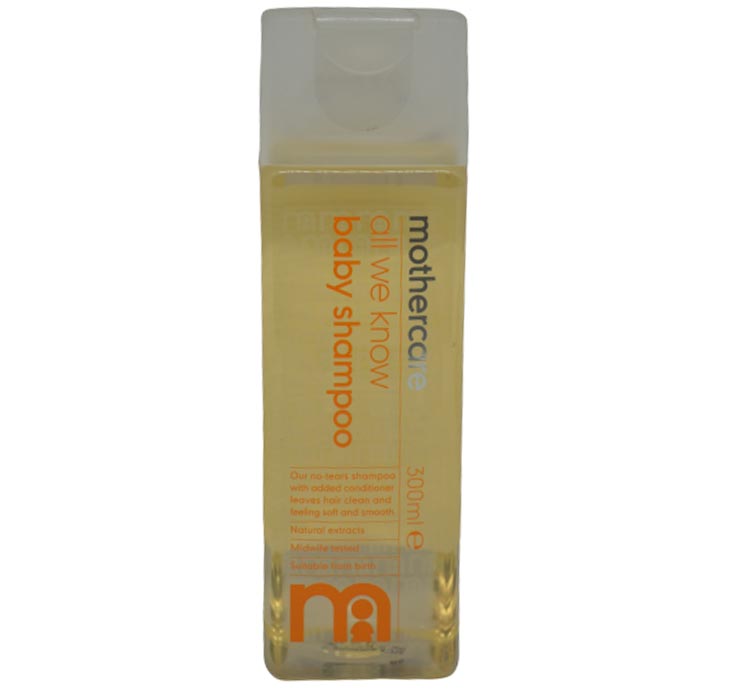 mothercare
all we know
baby shampoo
300ml e
Our no-tears shampoo
with added conditioner
leaves hair clean and
feeling soft and smooth
Natural extracts
Midwife tested
Suitable from birth
m